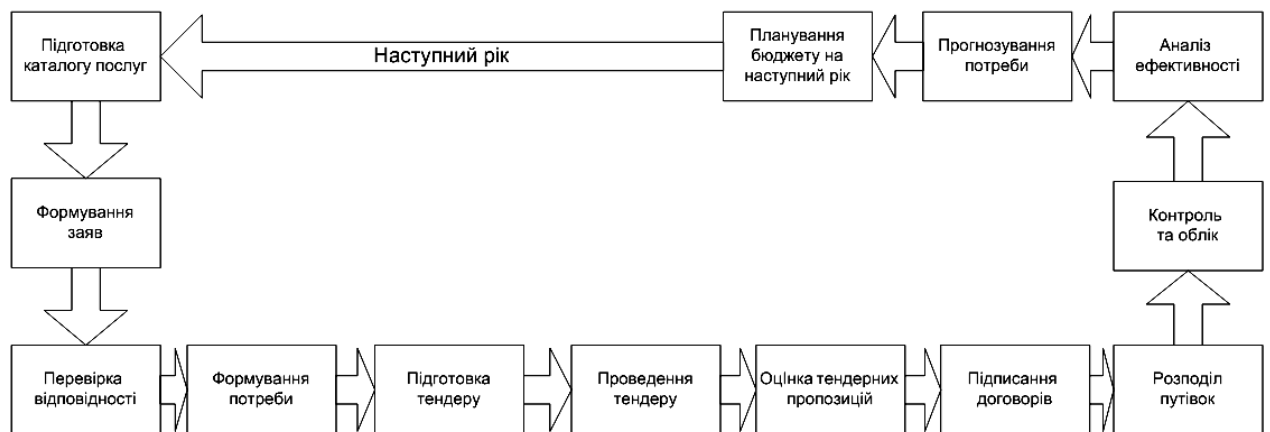 Підготовка
каталогу послуг
Наступний рік
Планування
бюджету на
наступний рік
Прогнозування
потреби
Аналіз
ефективності
Формування
заяв
Контроль
та облік
Перевірка
відповідності
Формування
потреби
Підготовка
тендеру
Проведення
тендеру
Оцінка тендерних
пропозицій
Підписання
договорів
Розподіл
путівок